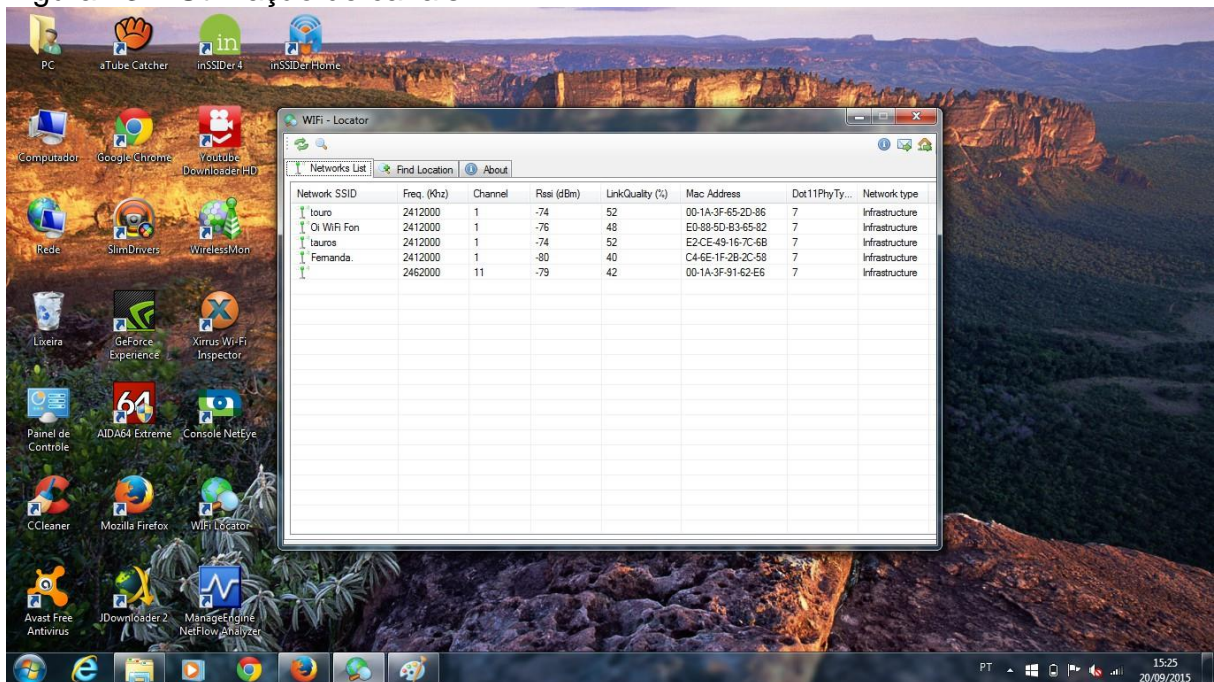 PC
aTube Catcher
inSSIDer 4
inSSIDer Home
Computador
Google Chrome
Youtube
Downloader HD
Rede
SlimDrivers
WirelessMon
Lixeira
GeForce
Experience
Xirrus Wi-Fi
Inspector
64
Painel de
Controle
AIDA64 Extreme
Console NetEye
CCleaner
Mozilla Firefox
WIFi Locator
Avast Free
Antivirus
JDownloader 2
ManageEngine
NetFlow Analyzer
WIFi - Locator
Networks List
Find Location
About
Network SSID Freq. (Khz) Channel Rssi (dBm) LinkQuality (%) Mac Address Dot11PhyTy... Network type
touro 2412000 1 -74 52 00-1A-3F-65-2D-86 7 Infrastructure
Oi WiFi Fon 2412000 1 -76 48 E0-88-5D-B3-65-82 7 Infrastructure
tauros 2412000 1 -74 52 E2-CE-49-16-7C-6B 7 Infrastructure
Fernanda. 2412000 1 -80 40 C4-6E-1F-2B-2C-58 7 Infrastructure
2462000 11 -79 42 00-1A-3F-91-62-E6 7 Infrastructure
PT
15:25
20/09/2015